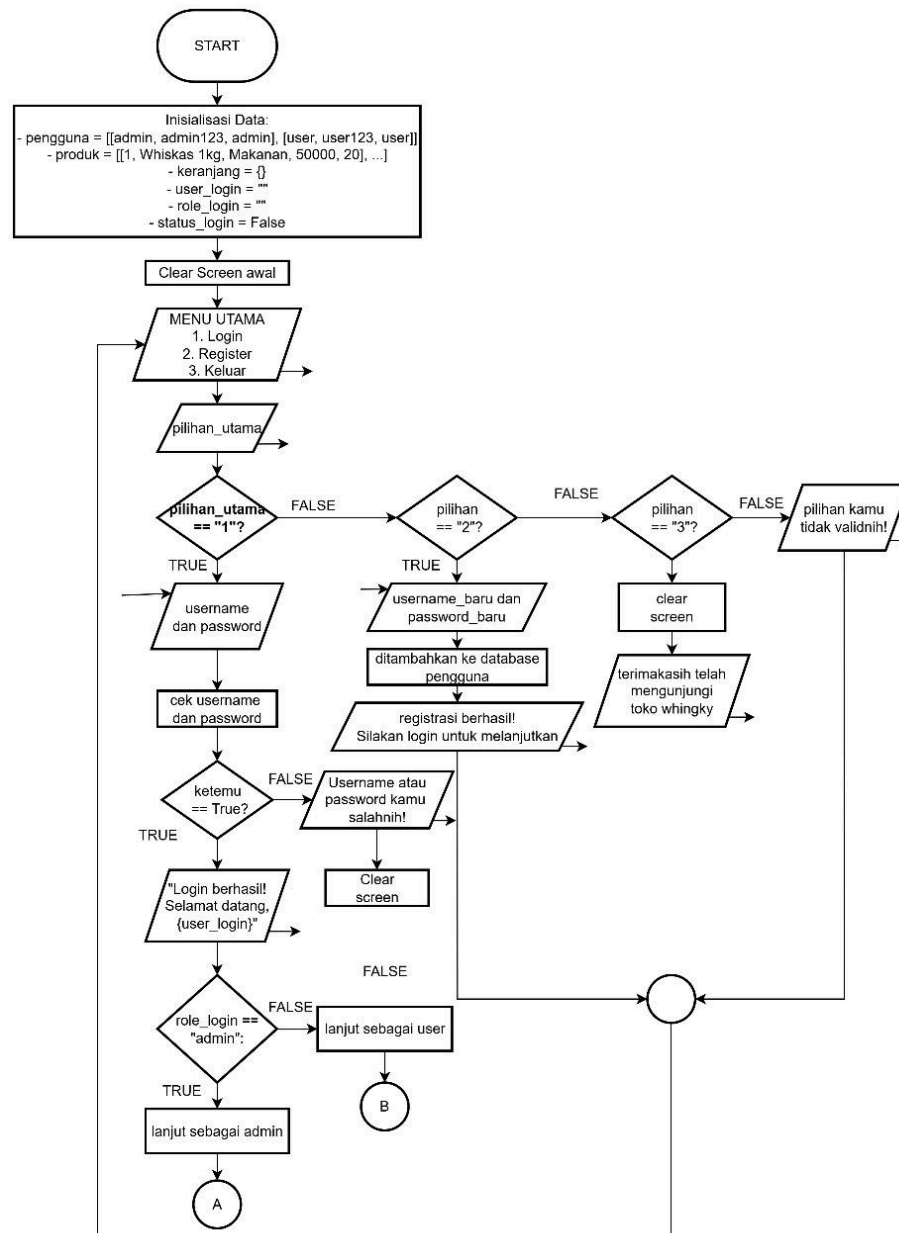 START
Inisialisasi Data:
- pengguna = [[admin, admin123, admin], [user, user123, user]]
- produk = [[1, Whiskas 1kg, Makanan, 50000, 20], ...]
- keranjang = {}
- user_login = ""
- role_login = ""
- status_login = False
Clear Screen awal
MENU UTAMA
1. Login
2. Register
3. Keluar
pilihan_utama
pilihan_utama
== "1"?
FALSE
TRUE
pilihan
== "2"?
FALSE
TRUE
pilihan
== "3"?
FALSE
pilihan kamu
tidak validnih!
username
dan password
username_baru dan
password_baru
clear
screen
cek username
dan password
ditambahkan ke database
pengguna
terimakasih telah
mengunjungi
toko whingky
registrasi berhasil!
Silakan login untuk melanjutkan
ketemu
== True?
FALSE
TRUE
Username atau
password kamu
salahnih!
Clear
screen
"Login berhasil!
Selamat datang,
{user_login}"
FALSE
role_login ==
"admin":
FALSE
TRUE
lanjut sebagai user
B
lanjut sebagai admin
A